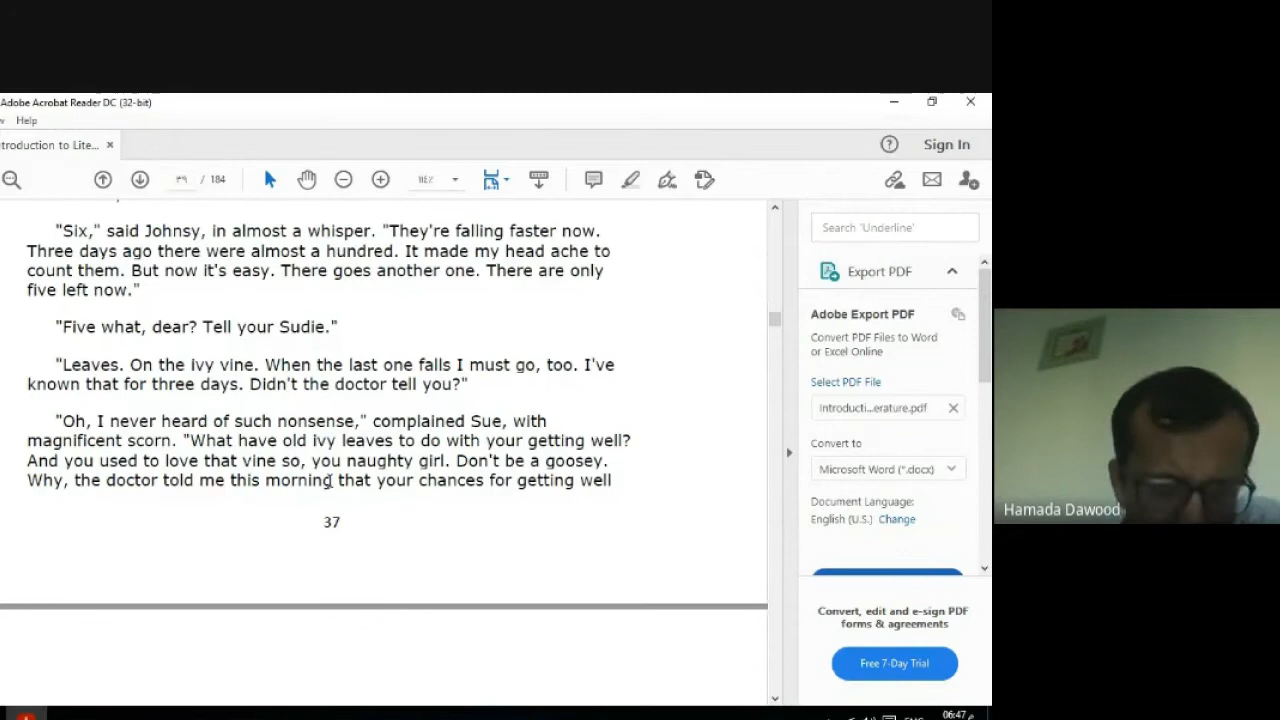 Adobe Acrobat Reader DC (32-bit)
Help
troduction to Lite...
Sign In
٣٩ / 184
"Six," said Johnsy, in almost a whisper. "They're falling faster now.
Three days ago there were almost a hundred. It made my head ache to
count them. But now it's easy. There goes another one. There are only
five left now."
"Five what, dear? Tell your Sudie."
"Leaves. On the ivy vine. When the last one falls I must go, too. I've
known that for three days. Didn't the doctor tell you?"
"Oh, I never heard of such nonsense," complained Sue, with
magnificent scorn. "What have old ivy leaves to do with your getting well?
And you used to love that vine so, you naughty girl. Don't be a goosey.
Why, the doctor told me this morning that your chances for getting well
37
Search 'Underline'
Export PDF
Adobe Export PDF
Convert PDF Files to Word
or Excel Online
Select PDF File
Introducti...erature.pdf
Convert to
Microsoft Word (*.docx)
Document Language:
English (U.S.) Change
Convert, edit and e-sign PDF
forms & agreements
Free 7-Day Trial
Hamada Dawood
06:47 م